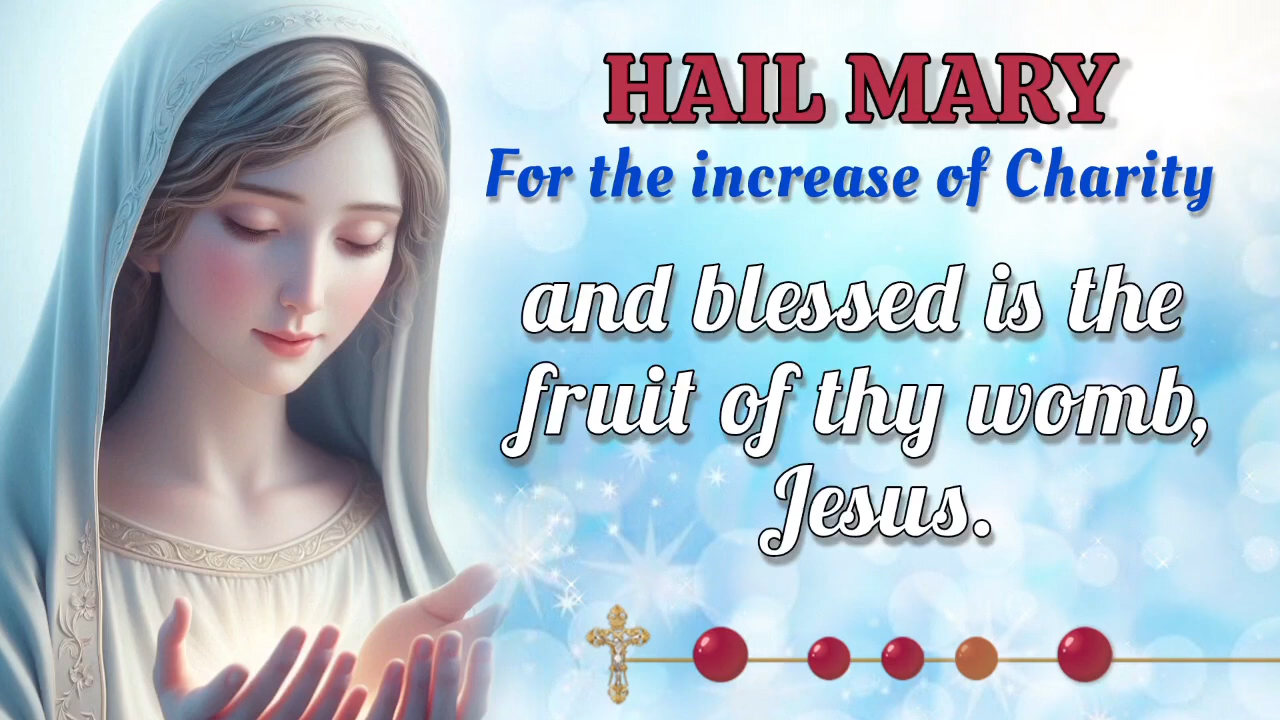 HAIL MARY
For the increase of Charity
and blessed is the
fruit of thy womb,
Jesus.